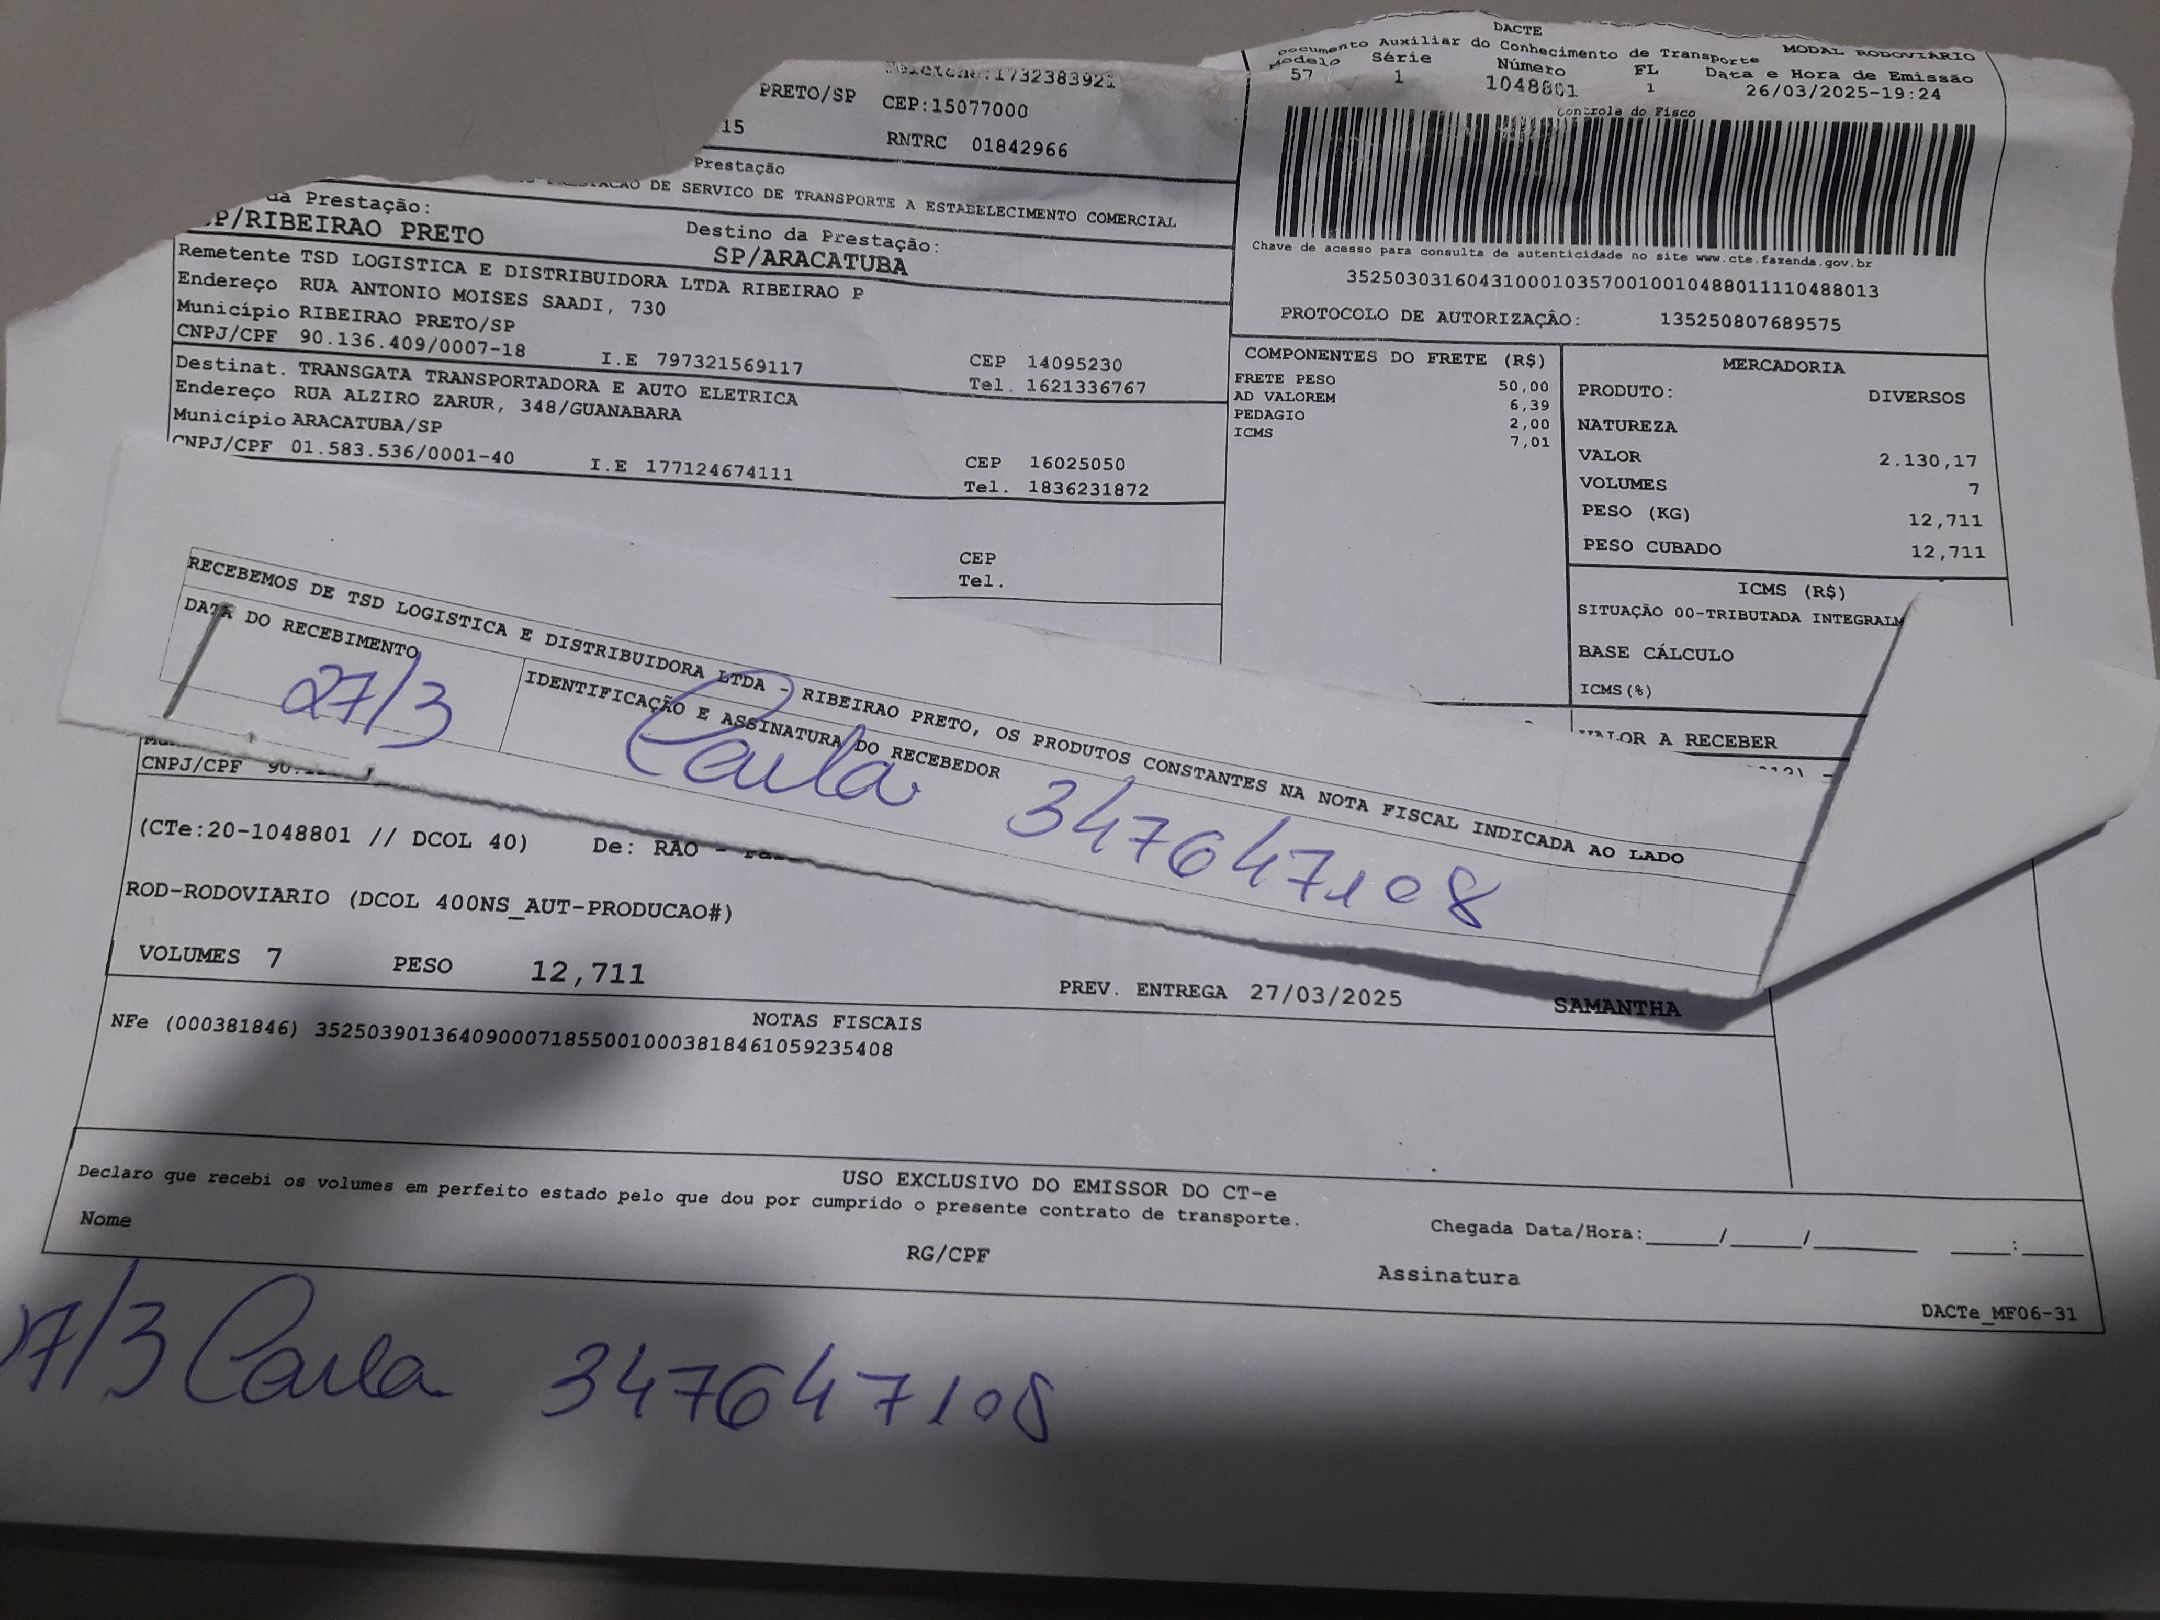 DACTE
Documento Auxiliar do Conhecimento de Transporte MODAL RODOVIÁRIO
Modelo Série Número FL Data e Hora de Emissão
57 1 1048801 1 26/03/2025-19:24
Controle do Fisco
Chave de acesso para consulta de autenticidade no site www.cte.fazenda.gov.br
35250303160431000103570010010488011110488013
PROTOCOLO DE AUTORIZAÇÃO: 135250807689575
Telefone:1732383921
PRETO/SP CEP:15077000
15 RNTRC 01842966
Prestação
DE SERVICO DE TRANSPORTE A ESTABELECIMENTO COMERCIAL
da Prestação: Destino da Prestação:
SP/RIBEIRAO PRETO SP/ARACATUBA
Remetente TSD LOGISTICA E DISTRIBUIDORA LTDA RIBEIRAO P
Endereço RUA ANTONIO MOISES SAADI, 730
Município RIBEIRAO PRETO/SP CEP 14095230
CNPJ/CPF 90.136.409/0007-18 I.E 797321569117 Tel. 1621336767
Destinat. TRANSGATA TRANSPORTADORA E AUTO ELETRICA
Endereço RUA ALZIRO ZARUR, 348/GUANABARA
Município ARACATUBA/SP CEP 16025050
CNPJ/CPF 01.583.536/0001-40 I.E 177124674111 Tel. 1836231872
CEP
Tel.
COMPONENTES DO FRETE (R$)
FRETE PESO 50,00
AD VALOREM 6,39
PEDAGIO 2,00
ICMS 7,01
MERCADORIA
PRODUTO: DIVERSOS
NATUREZA
VALOR 2.130,17
VOLUMES 7
PESO (KG) 12,711
PESO CUBADO 12,711
ICMS (R$)
SITUAÇÃO 00-TRIBUTADA INTEGRALM
BASE CÁLCULO
ICMS(%)
VALOR A RECEBER
RECEBEMOS DE TSD LOGISTICA E DISTRIBUIDORA LTDA - RIBEIRAO PRETO, OS PRODUTOS CONSTANTES NA NOTA FISCAL INDICADA AO LADO
DATA DO RECEBIMENTO IDENTIFICAÇÃO E ASSINATURA DO RECEBEDOR
27/3 Carla 347647108
CNPJ/CPF 90.
(CTe:20-1048801 // DCOL 40) De: RAO -
ROD-RODOVIARIO (DCOL 400NS_AUT-PRODUCAO#)
VOLUMES 7 PESO 12,711 PREV. ENTREGA 27/03/2025 SAMANTHA
NOTAS FISCAIS
NFe (000381846) 35250390136409000718550010003818461059235408
USO EXCLUSIVO DO EMISSOR DO CT-e
Declaro que recebi os volumes em perfeito estado pelo que dou por cumprido o presente contrato de transporte.
Chegada Data/Hora:_____/_____/________ ____:____
Nome RG/CPF Assinatura
DACTe_MF06-31
27/3 Carla 347647108